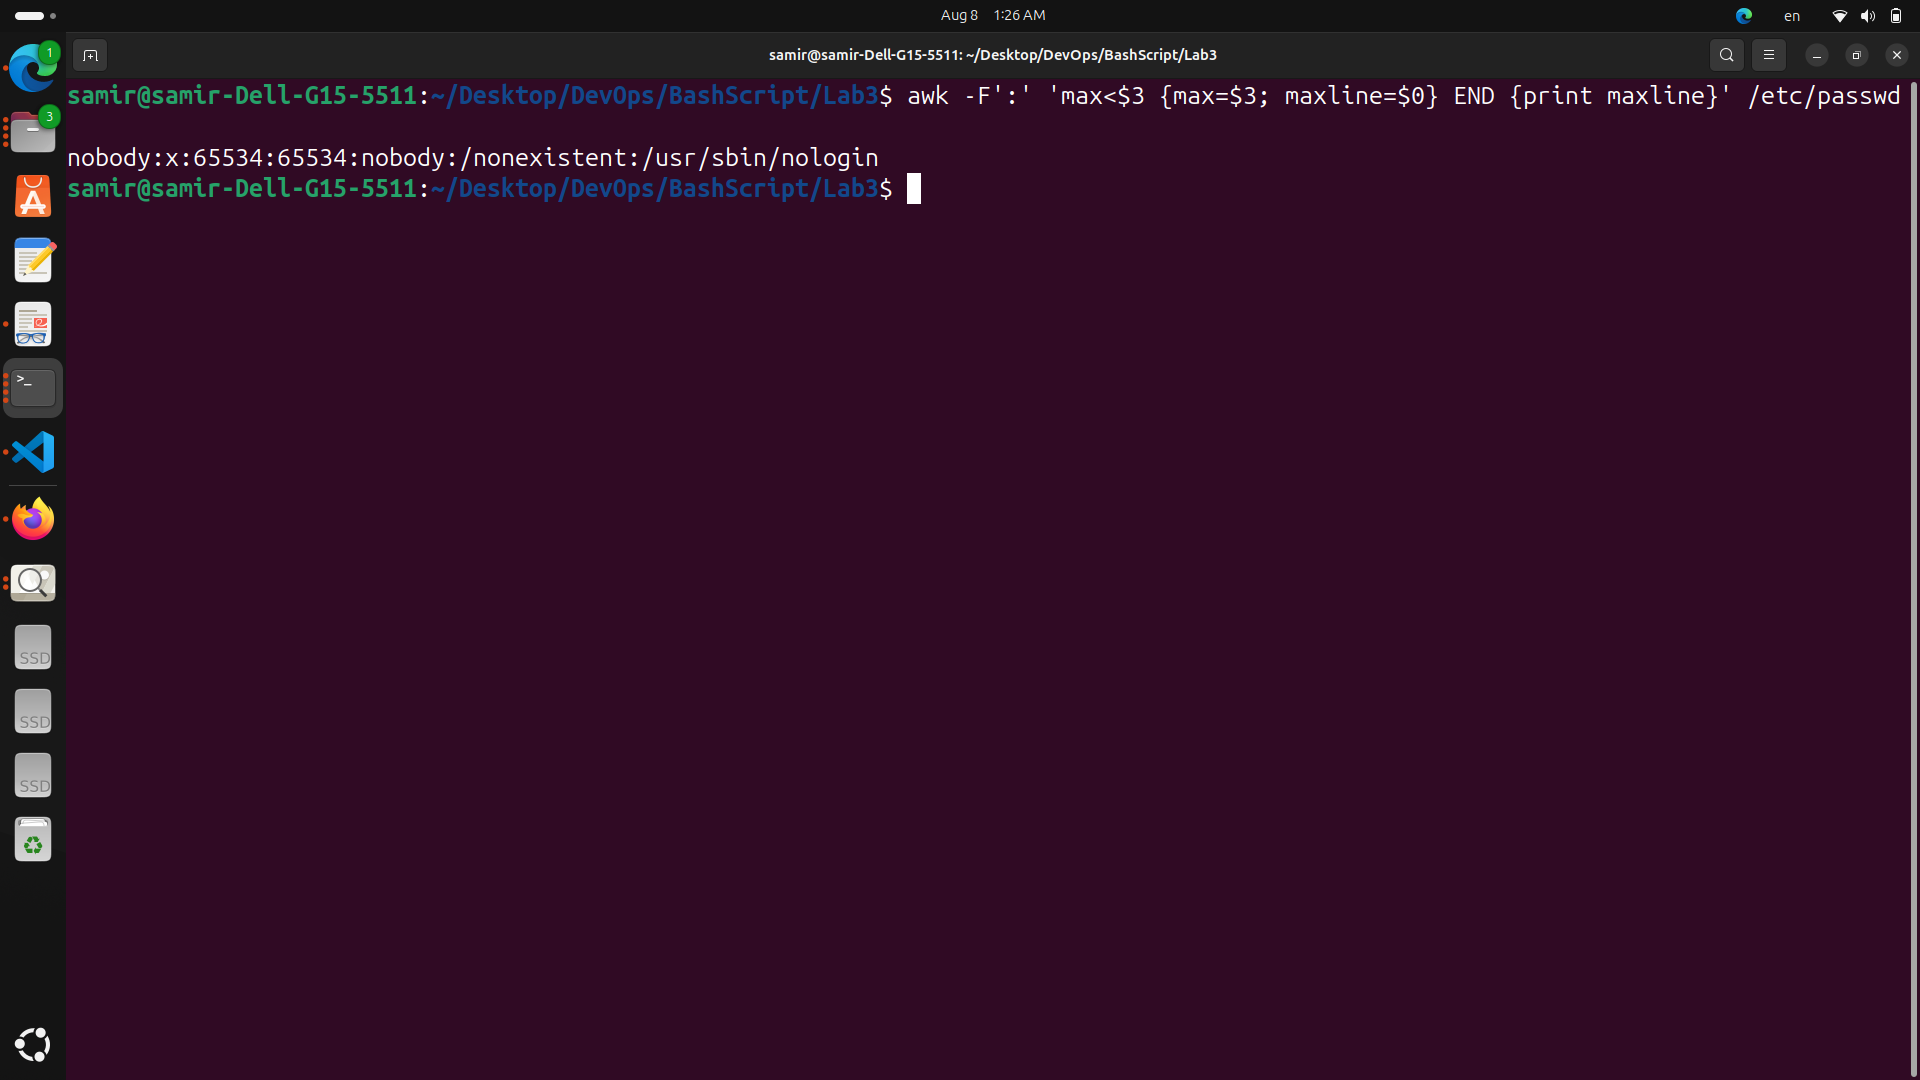 Aug 8 1:26 AM
en
samir@samir-Dell-G15-5511: ~/Desktop/DevOps/BashScript/Lab3
1
samir@samir-Dell-G15-5511:~/Desktop/DevOps/BashScript/Lab3$ awk -F':' 'max<$3 {max=$3; maxline=$0} END {print maxline}' /etc/passwd
3
nobody:x:65534:65534:nobody:/nonexistent:/usr/sbin/nologin
samir@samir-Dell-G15-5511:~/Desktop/DevOps/BashScript/Lab3$
>_
SSD
SSD
SSD